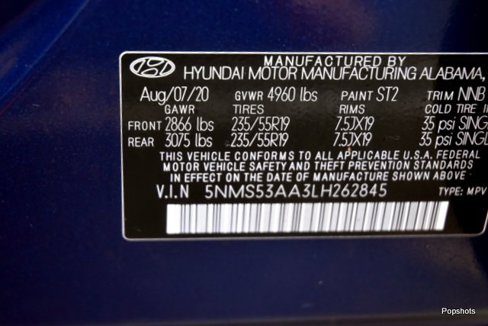 MANUFACTURED BY
HYUNDAI MOTOR MANUFACTURING ALABAMA,
Aug/07/20 GVWR 4960 lbs PAINT ST2 TRIM NNB
GAWR TIRES RIMS COLD TIRE
FRONT 2866 lbs 235/55R19 7.5JX19 35 psi SINGL
REAR 3075 lbs 235/55R19 7.5JX19 35 psi SINGL
THIS VEHICLE CONFORMS TO ALL APPLICABLE U.S.A. FEDERAL
MOTOR VEHICLE SAFETY AND THEFT PREVENTION STANDARDS
IN EFFECT ON THE DATE OF MANUFACTURE SHOWN ABOVE
V.I.N 5NMS53AA3LH262845 TYPE: MPV
Popshots